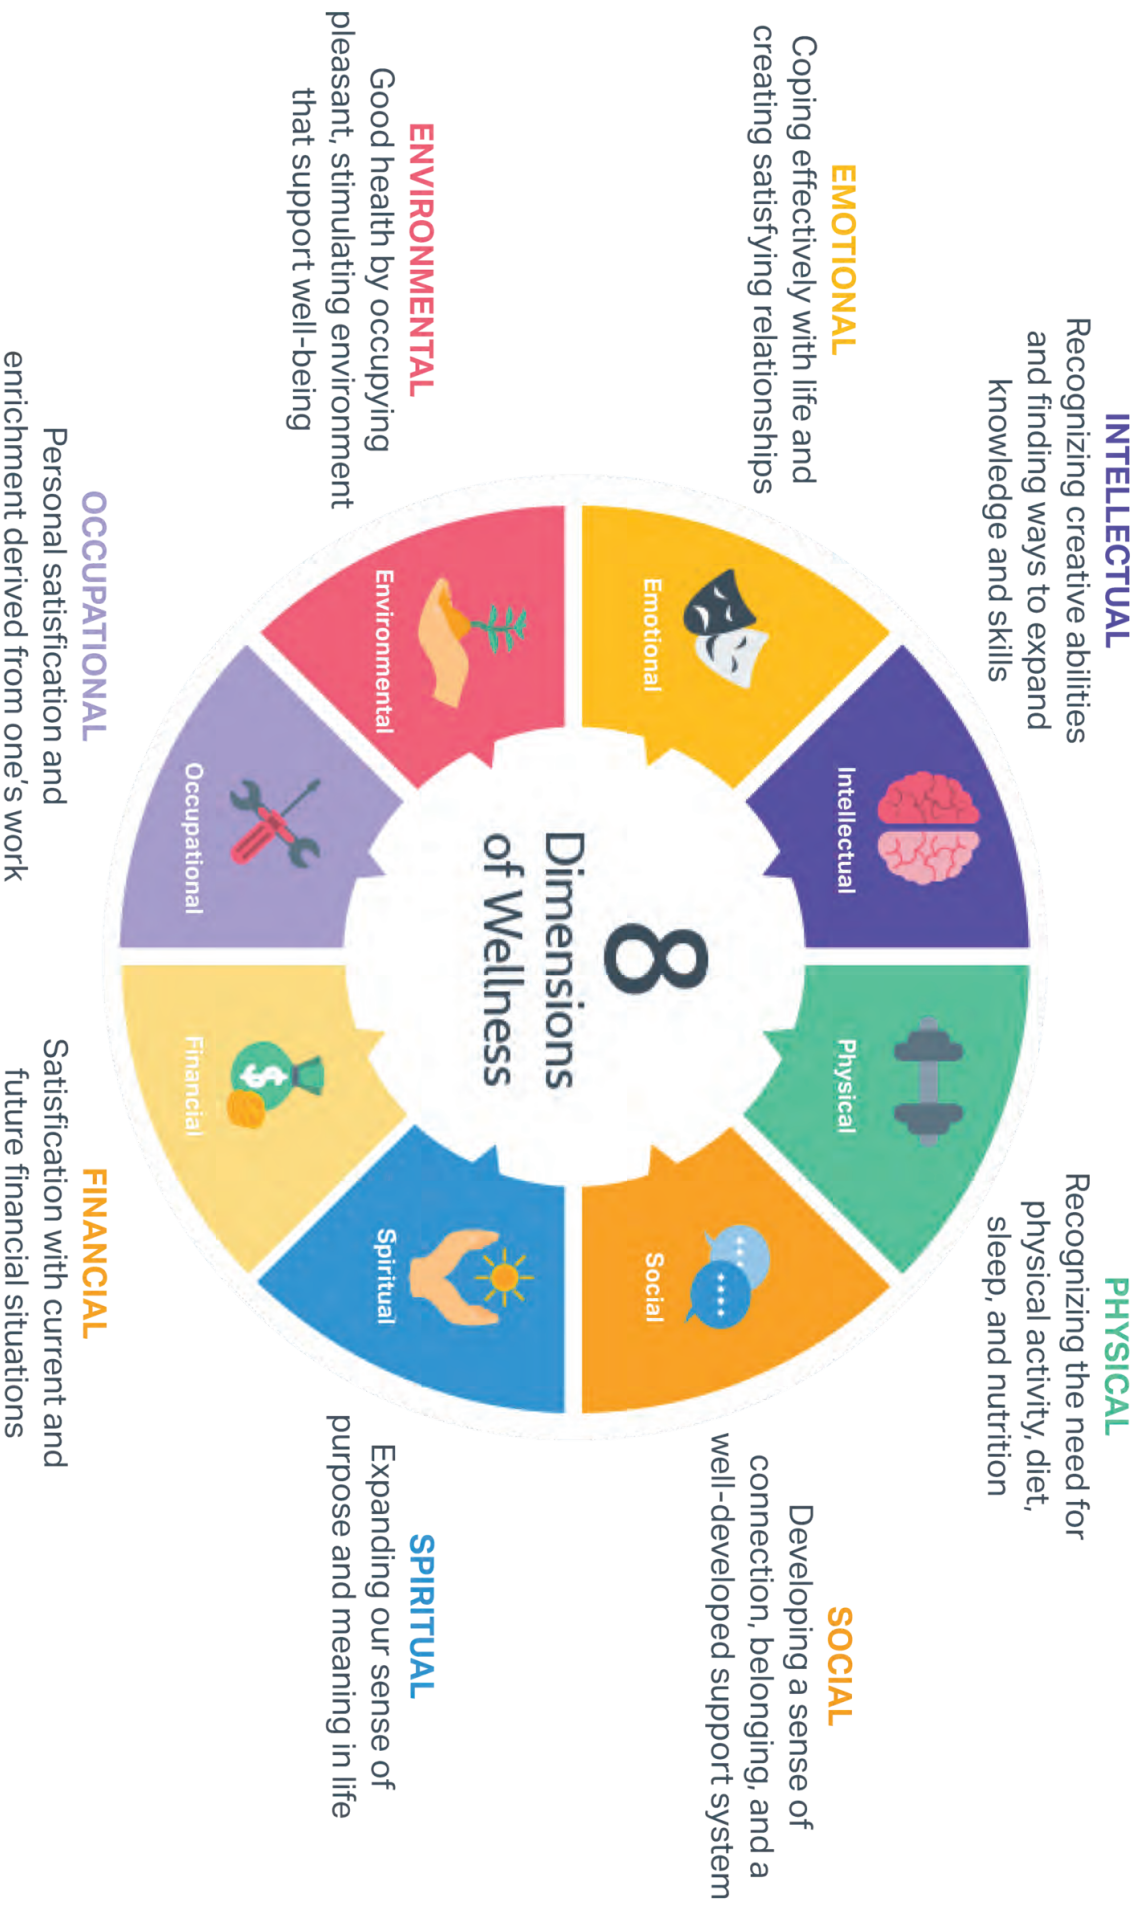 INTELLECTUAL
Recognizing creative abilities
and finding ways to expand
knowledge and skills
PHYSICAL
Recognizing the need for
physical activity, diet,
sleep, and nutrition
EMOTIONAL
Coping effectively with life and
creating satisfying relationships
SOCIAL
Developing a sense of
connection, belonging, and a
well-developed support system
ENVIRONMENTAL
Good health by occupying
pleasant, stimulating environment
that support well-being
SPIRITUAL
Expanding our sense of
purpose and meaning in life
OCCUPATIONAL
Personal satisfication and
enrichment derived from one's work
FINANCIAL
Satisfication with current and
future financial situations
Intellectual
Physical
Emotional
Social
8
Dimensions
of Wellness
Environmental
Spiritual
Occupational
Financial